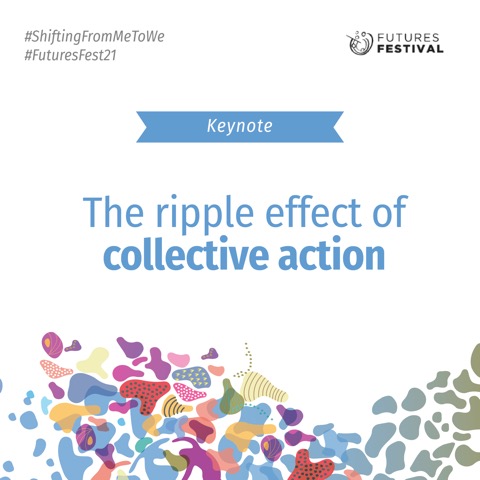 #ShiftingFromMeToWe
#FuturesFest21
FUTURES
FESTIVAL
Keynote
The ripple effect of
collective action